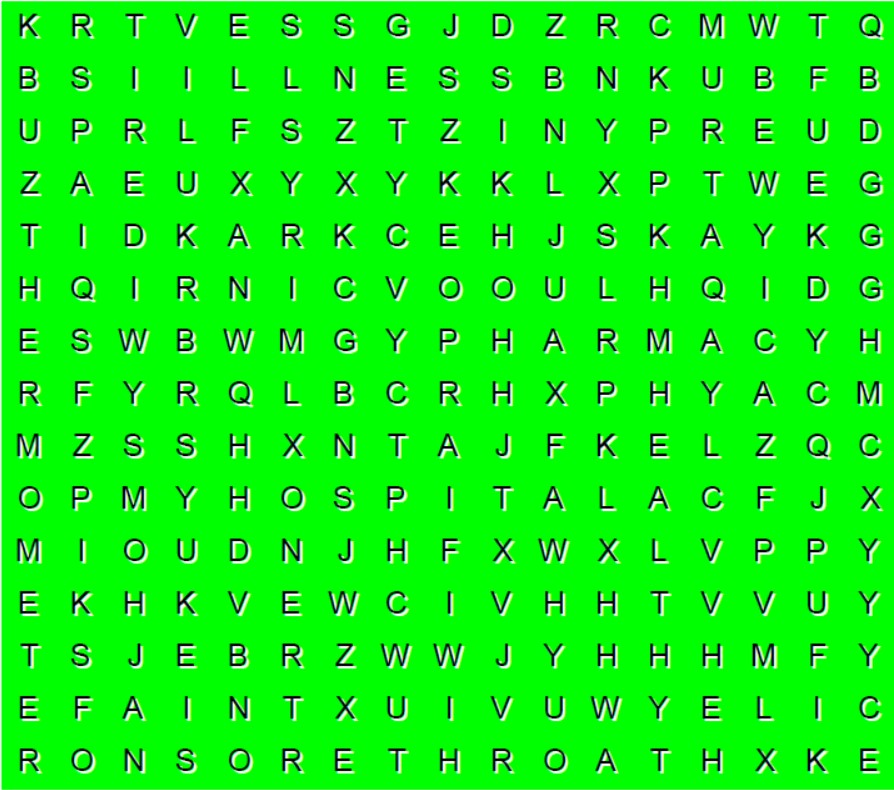 K R T V E S S G J D Z R C M W T Q
B S I I L L N E S S B N K U B F B
U P R L F S Z T Z I N Y P R E U D
Z A E U X Y X Y K K L X P T W E G
T I D K A R K C E H J S K A Y K G
H Q I R N I C V O O U L H Q I D G
E S W B W M G Y P H A R M A C Y H
R F Y R Q L B C R H X P H Y A C M
M Z S S H X N T A J F K E L Z Q C
O P M Y H O S P I T A L A C F J X
M I O U D N J H F X W X L V P P Y
E K H K V E W C I V H H T V V U Y
T S J E B R Z W W J Y H H H M F Y
E F A I N T X U I V U W Y E L I C
R O N S O R E T H R O A T H X K E